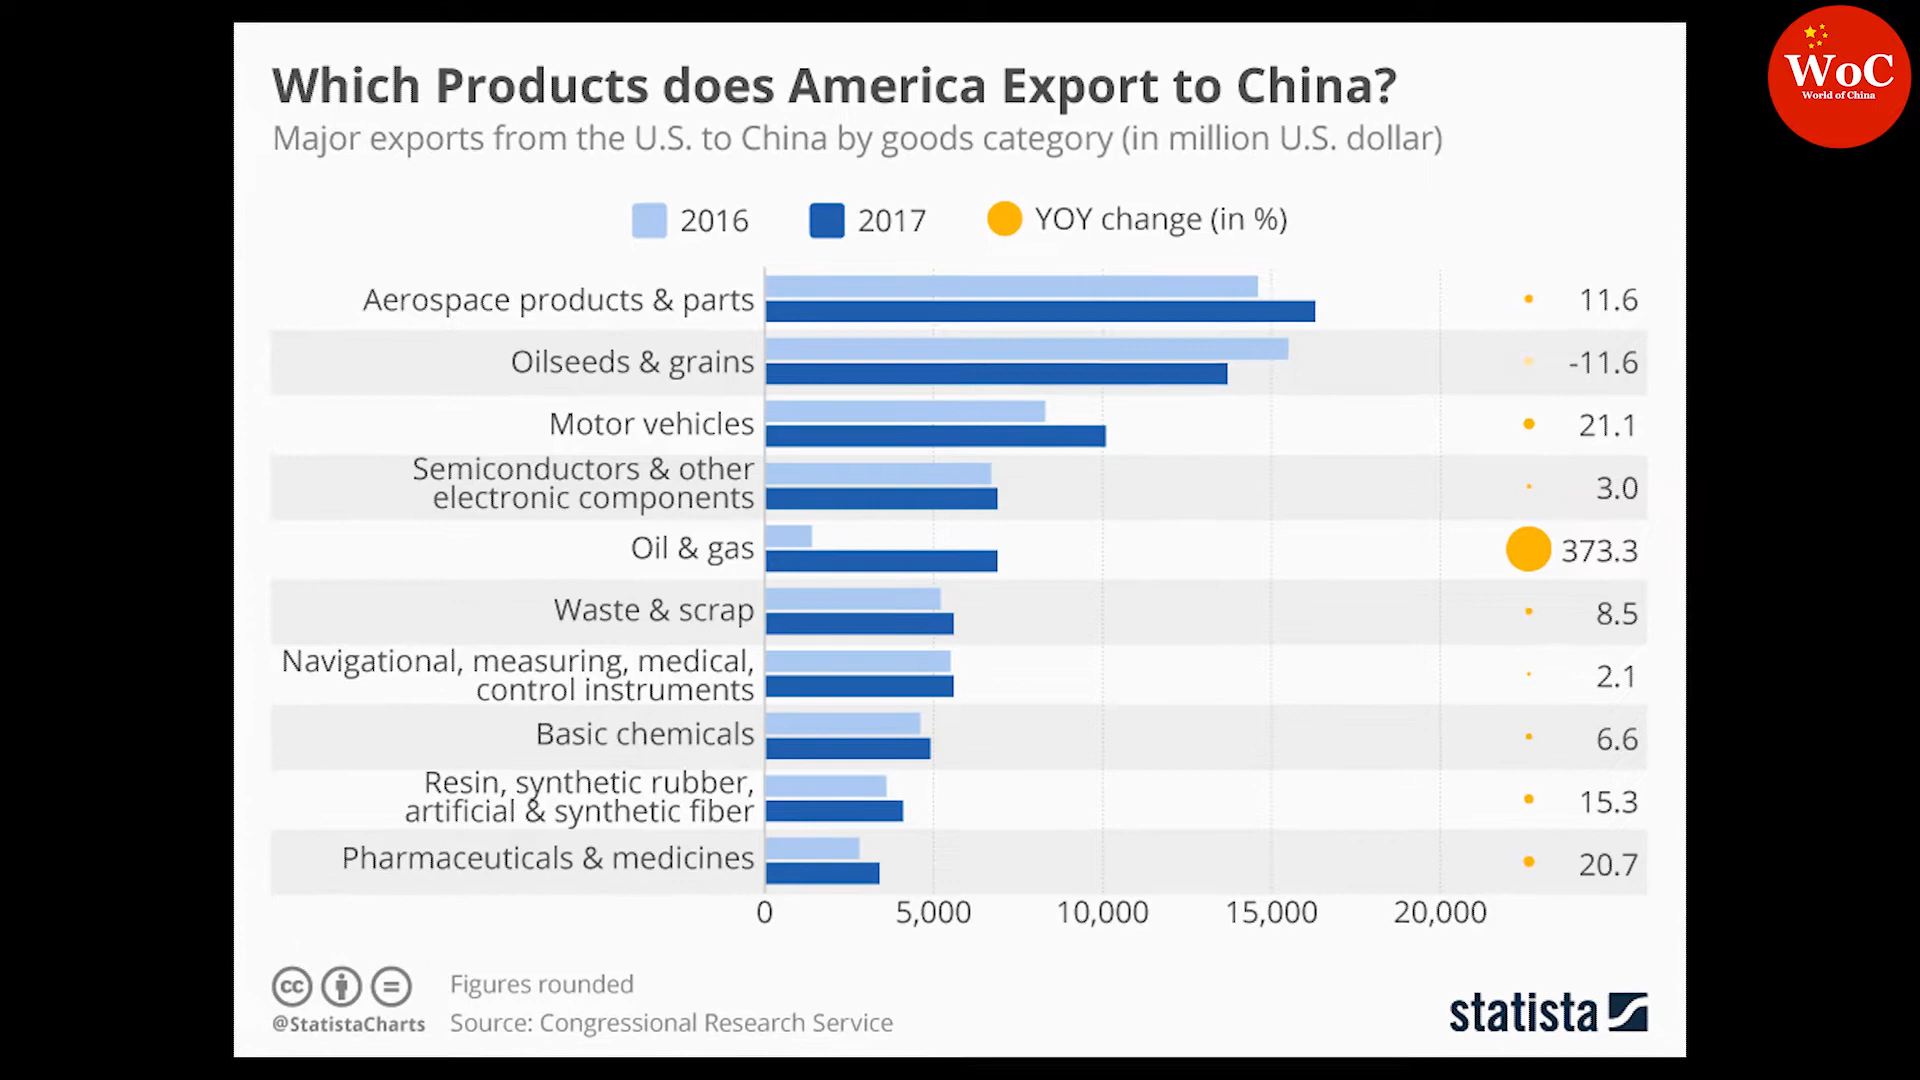 WoC
World of China
Which Products does America Export to China?
Major exports from the U.S. to China by goods category (in million U.S. dollar)
2016 2017 YOY change (in %)
Aerospace products & parts 11.6
Oilseeds & grains -11.6
Motor vehicles 21.1
Semiconductors & other
electronic components 3.0
Oil & gas 373.3
Waste & scrap 8.5
Navigational, measuring, medical,
control instruments 2.1
Basic chemicals 6.6
Resin, synthetic rubber,
artificial & synthetic fiber 15.3
Pharmaceuticals & medicines 20.7
0 5,000 10,000 15,000 20,000
cc
Figures rounded
@StatistaCharts Source: Congressional Research Service
statista